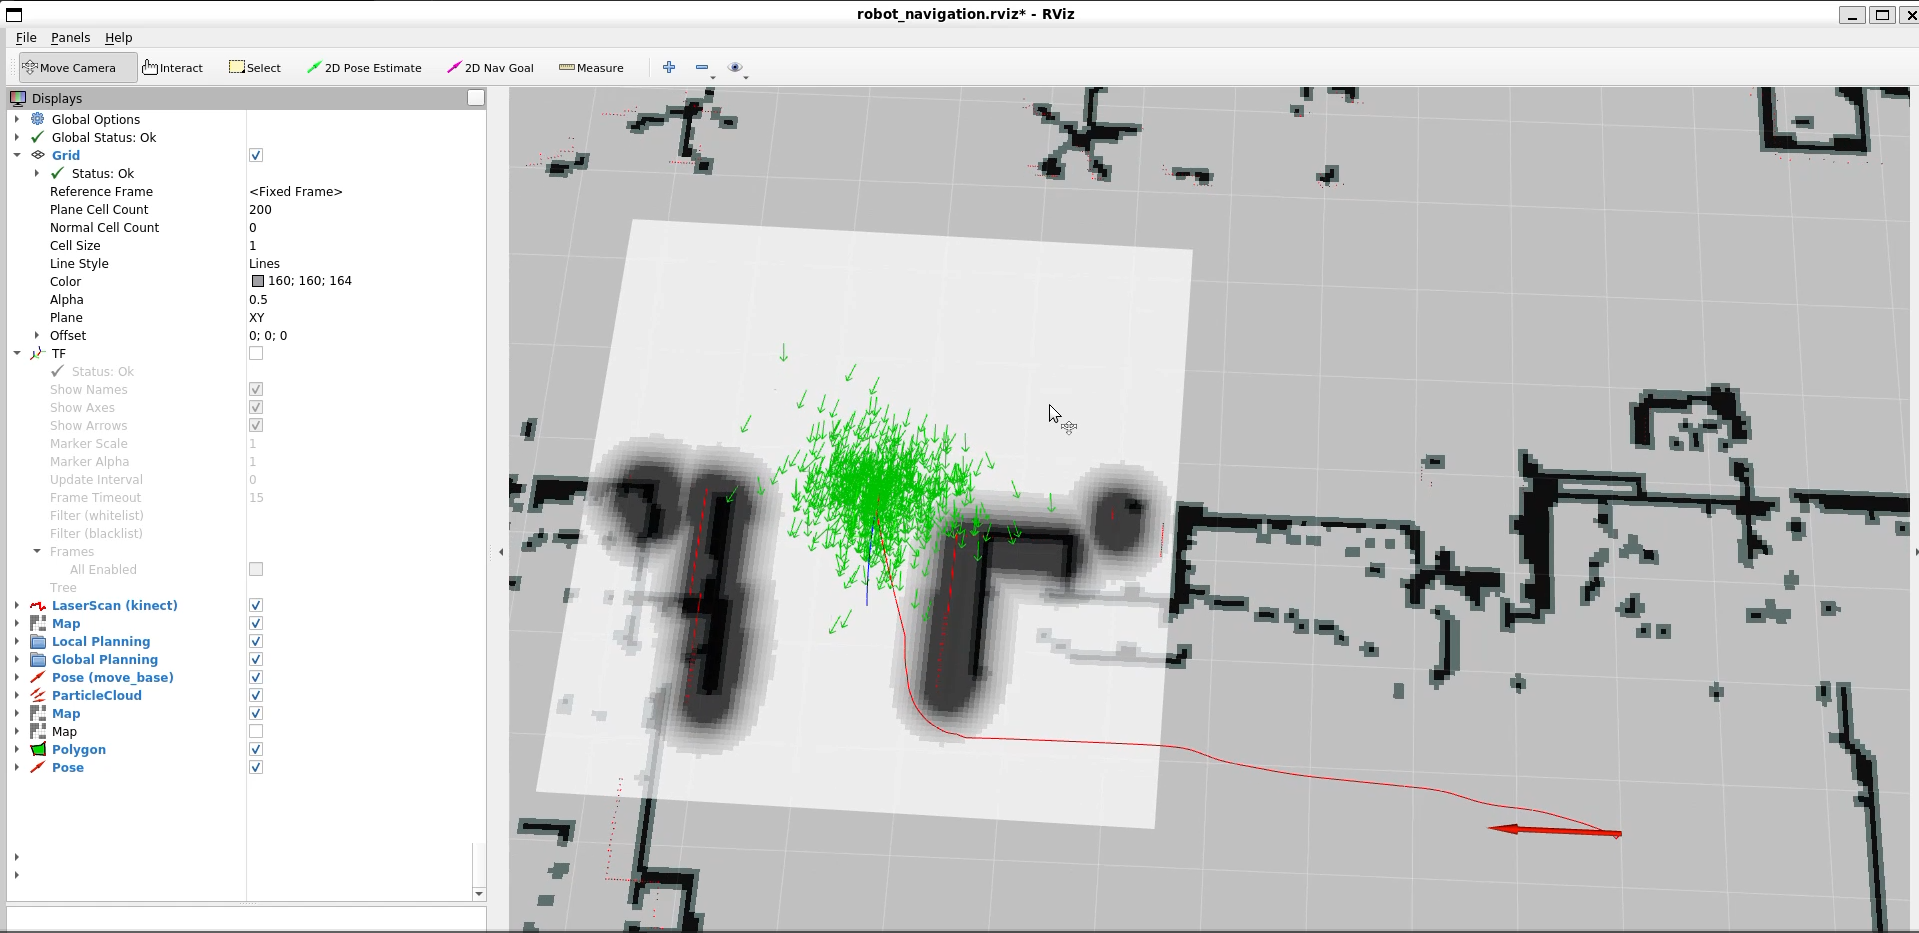 robot_navigation.rviz* - RViz
File Panels Help
Move Camera Interact Select 2D Pose Estimate 2D Nav Goal Measure
Displays
Global Options
Global Status: Ok
Grid
Status: Ok
Reference Frame <Fixed Frame>
Plane Cell Count 200
Normal Cell Count 0
Cell Size 1
Line Style Lines
Color 160; 160; 164
Alpha 0.5
Plane XY
Offset 0; 0; 0
TF
Status: Ok
Show Names
Show Axes
Show Arrows
Marker Scale 1
Marker Alpha 1
Update Interval 0
Frame Timeout 15
Filter (whitelist)
Filter (blacklist)
Frames
All Enabled
Tree
LaserScan (kinect)
Map
Local Planning
Global Planning
Pose (move_base)
ParticleCloud
Map
Map
Polygon
Pose